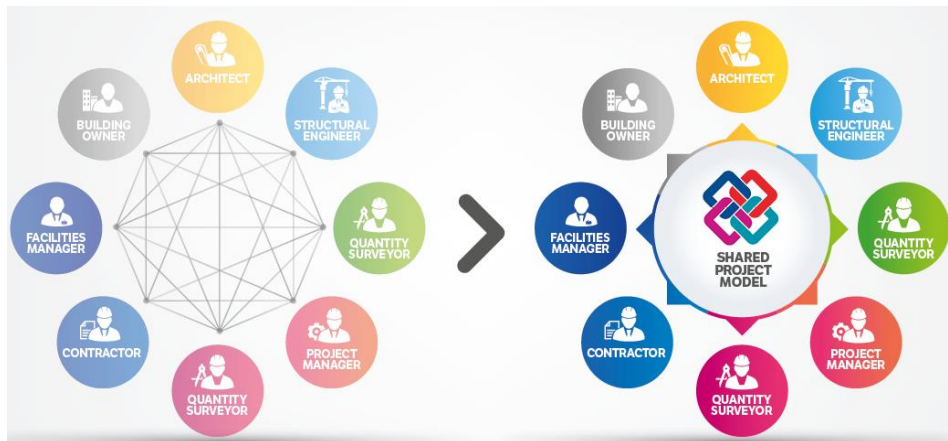 ARCHITECT
STRUCTURAL
ENGINEER
QUANTITY
SURVEYOR
PROJECT
MANAGER
QUANTITY
SURVEYOR
CONTRACTOR
FACILITIES
MANAGER
BUILDING
OWNER
ARCHITECT
STRUCTURAL
ENGINEER
QUANTITY
SURVEYOR
PROJECT
MANAGER
QUANTITY
SURVEYOR
CONTRACTOR
FACILITIES
MANAGER
BUILDING
OWNER
SHARED
PROJECT
MODEL